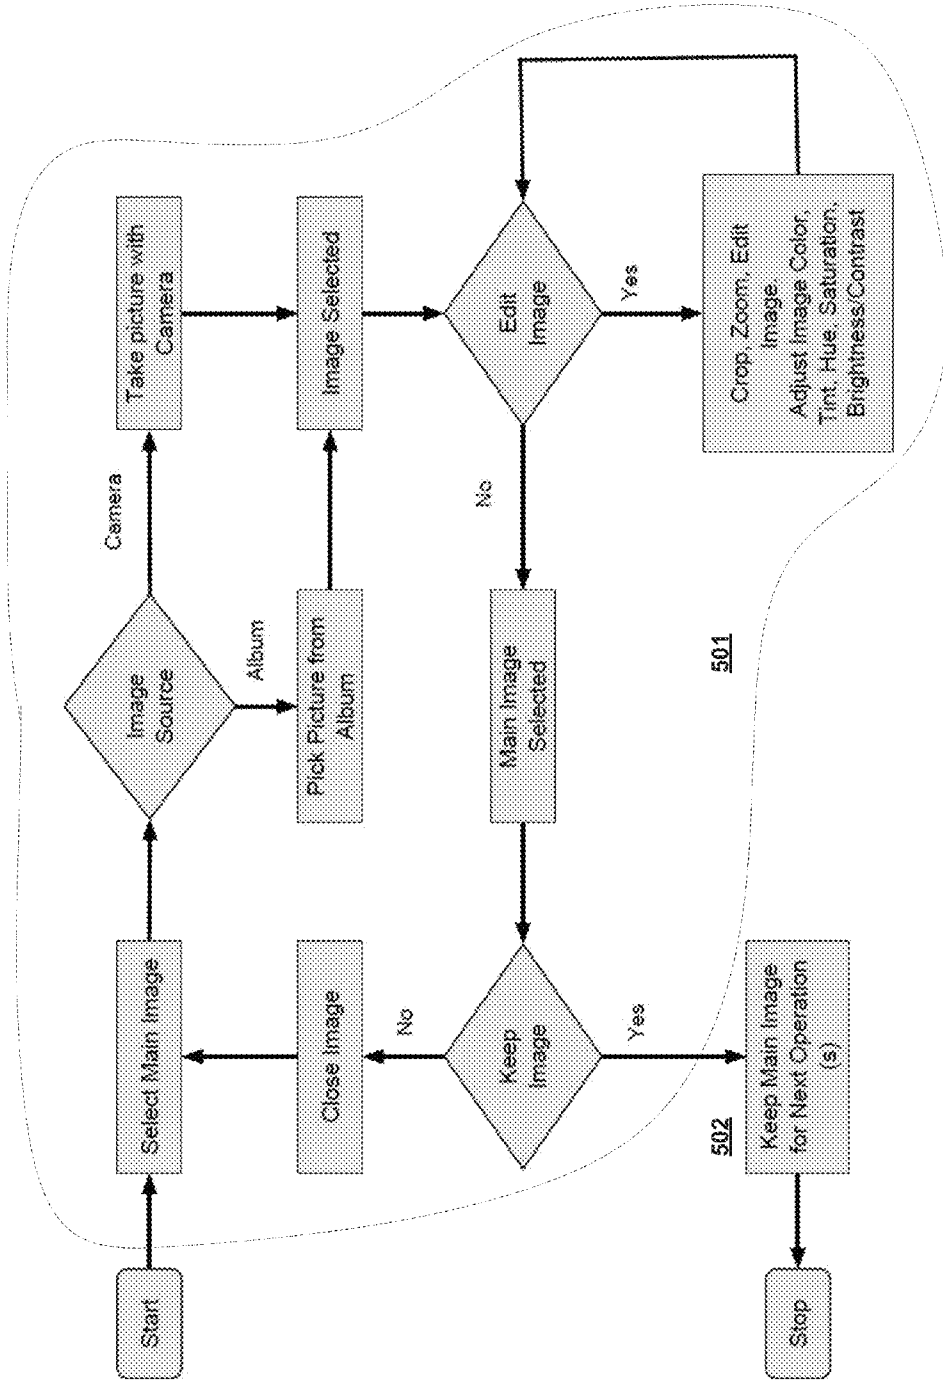 Start
Select Main Image
Image
Source
Camera
Take picture with
Camera
Album
Pick Picture from
Album
Image Selected
Close Image
No
Keep
Image
Yes
Main Image
Selected
No
Edit
Image
Yes
Crop, Zoom, Edit
Image.
Adjust Image Color,
Tint, Hue, Saturation,
Brightness\Contrast
501
502
Keep Main Image
for Next Operation
(s)
Stop